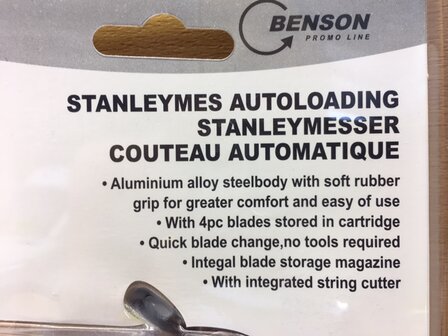 BENSON
PROMO LINE
STANLEYMES AUTOLOADING
STANLEYMESSER
COUTEAU AUTOMATIQUE
• Aluminium alloy steelbody with soft rubber
grip for greater comfort and easy of use
• With 4pc blades stored in cartridge
• Quick blade change,no tools required
• Integal blade storage magazine
• With integrated string cutter